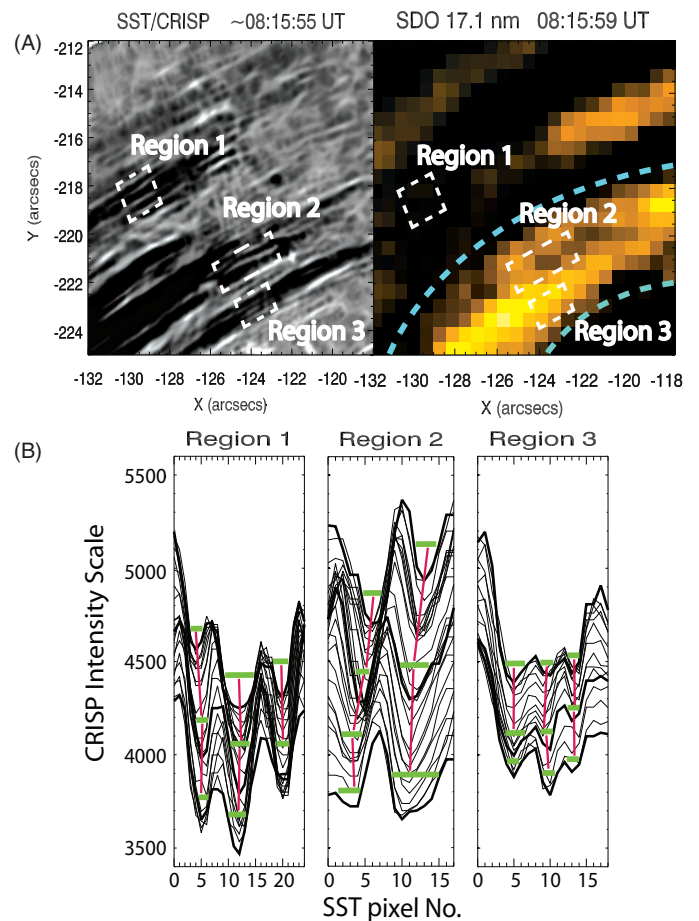 (A) SST/CRISP ~08:15:55 UT SDO 17.1 nm 08:15:59 UT
-212
-214
-216
-218
-220
-221
-222
-224
Y (arcsecs)
Region 1
Region 2
Region 3
Region 1
Region 2
Region 3
-132 -130 -128 -126 -124 -122 -120 -132 -130 -128 -126 -124 -122 -120 -118
X (arcsecs) X (arcsecs)
(B) Region 1 Region 2 Region 3
5500
5000
4500
4000
3500
CRISP Intensity Scale
0 5 10 15 20 0 5 10 15 0 5 10 15
SST pixel No.